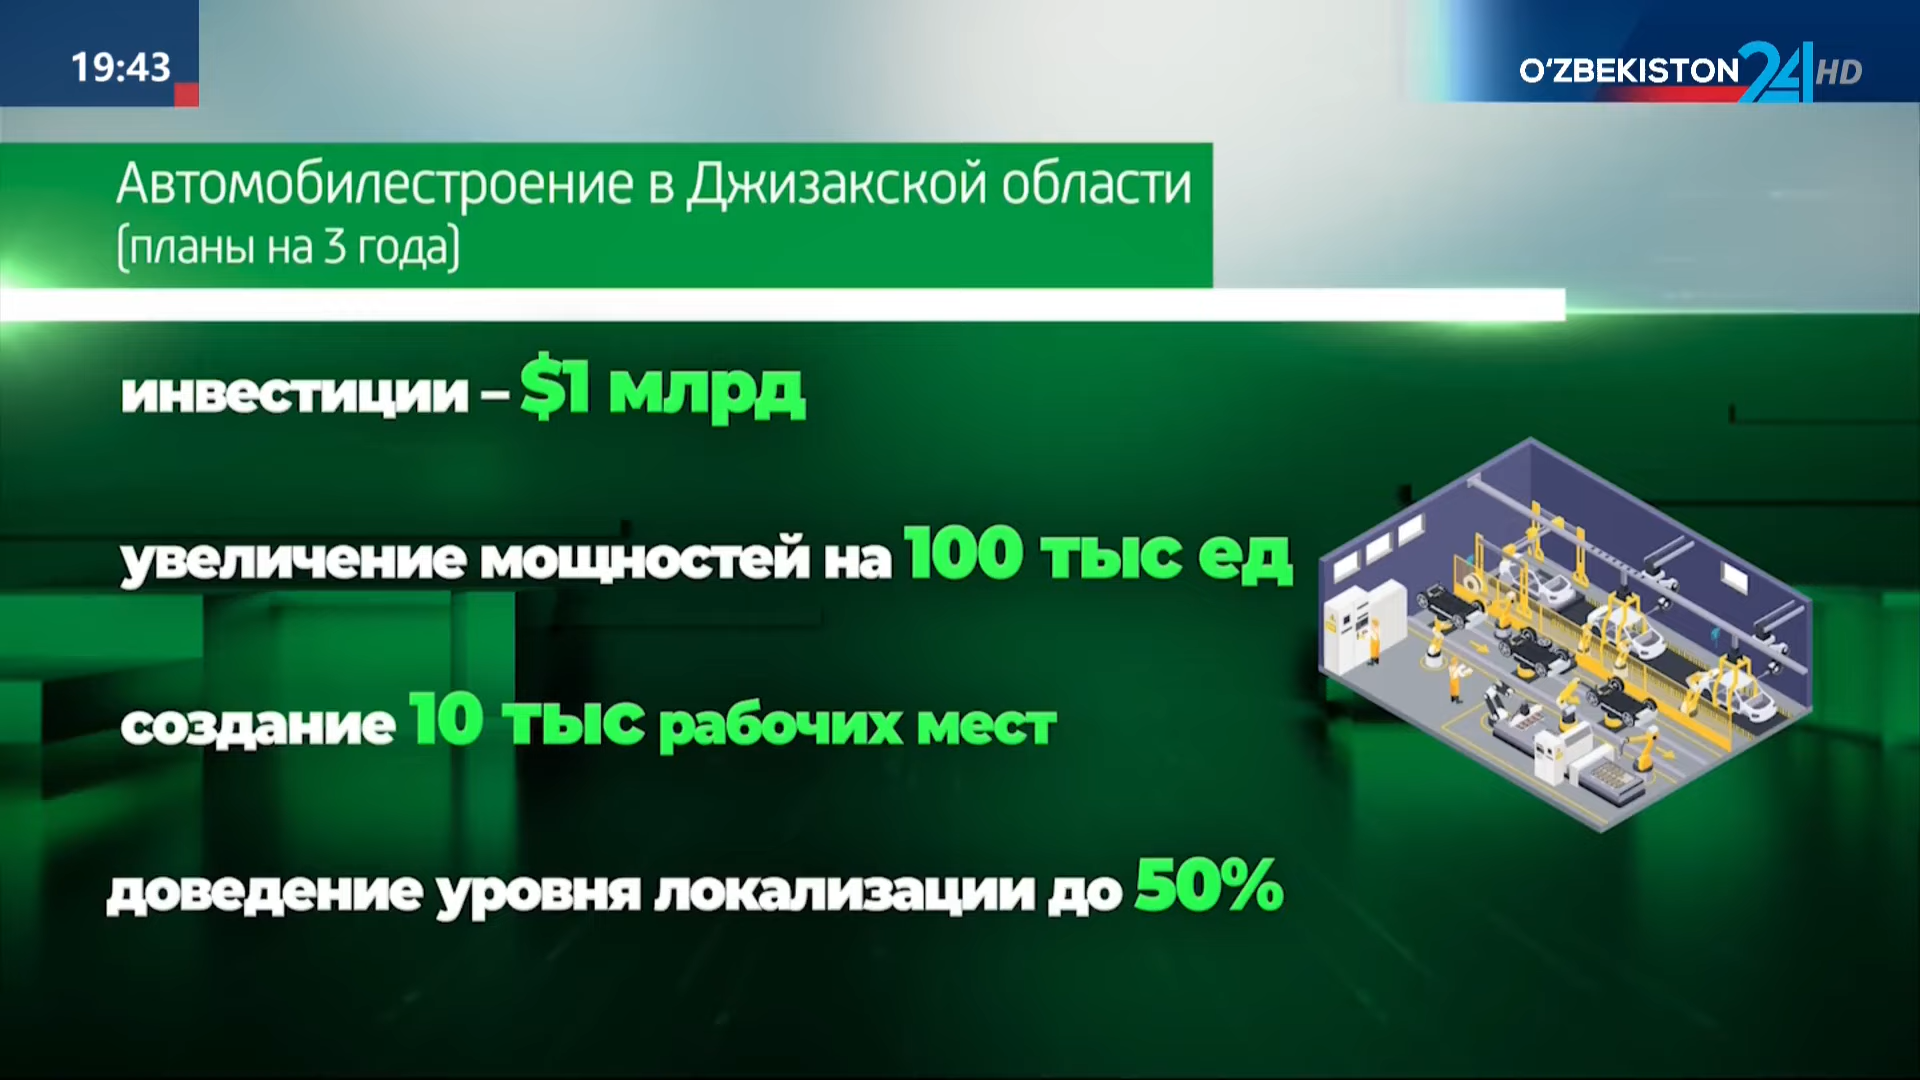 19:43
O‘ZBEKISTON 24 HD
Автомобилестроение в Джизакской области
(планы на 3 года)
инвестиции – $1 млрд
увеличение мощностей на 100 тыс ед
создание 10 тыс рабочих мест
доведение уровня локализации до 50%